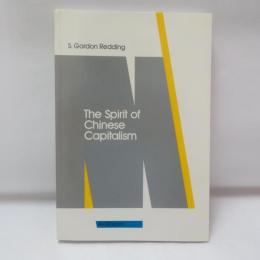 S. Gordon Redding
The Spirit of
Chinese
Capitalism